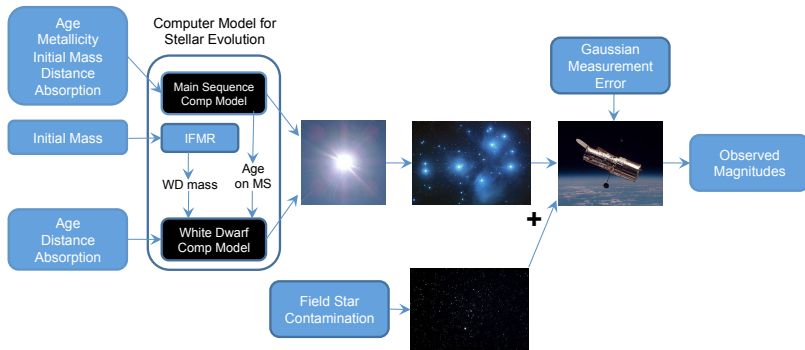 Age
Metallicity
Initial Mass
Distance
Absorption
Computer Model for
Stellar Evolution
Main Sequence
Comp Model
Initial Mass
IFMR
WD mass
Age
on MS
Age
Distance
Absorption
White Dwarf
Comp Model
Gaussian
Measurement
Error
+
Observed
Magnitudes
Field Star
Contamination